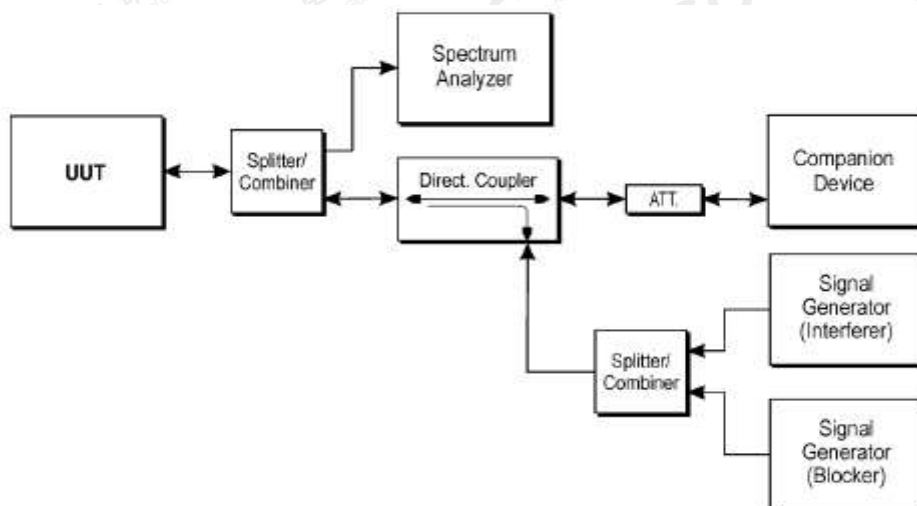 Spectrum
Analyzer
UUT
Splitter/
Combiner
Direct. Coupler
ATT.
Companion
Device
Signal
Generator
(Interferer)
Splitter/
Combiner
Signal
Generator
(Blocker)